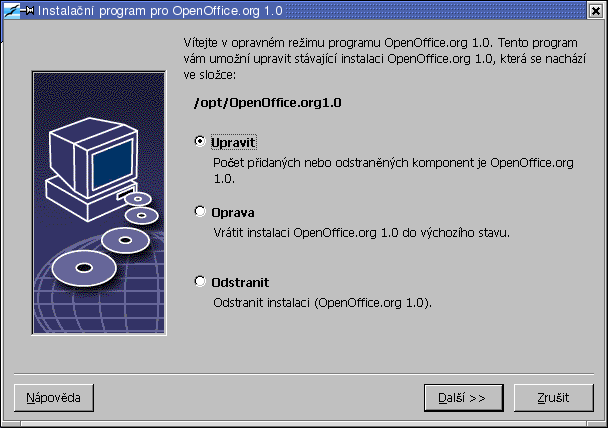 Instalační program pro OpenOffice.org 1.0
Vítejte v opravném režimu programu OpenOffice.org 1.0. Tento program
vám umožní upravit stávající instalaci OpenOffice.org 1.0, která se nachází
ve složce:
/opt/OpenOffice.org1.0
Upravit
Počet přidaných nebo odstraněných komponent je OpenOffice.org
1.0.
Oprava
Vrátit instalaci OpenOffice.org 1.0 do výchozího stavu.
Odstranit
Odstranit instalaci (OpenOffice.org 1.0).
Nápověda
Další >>
Zrušit